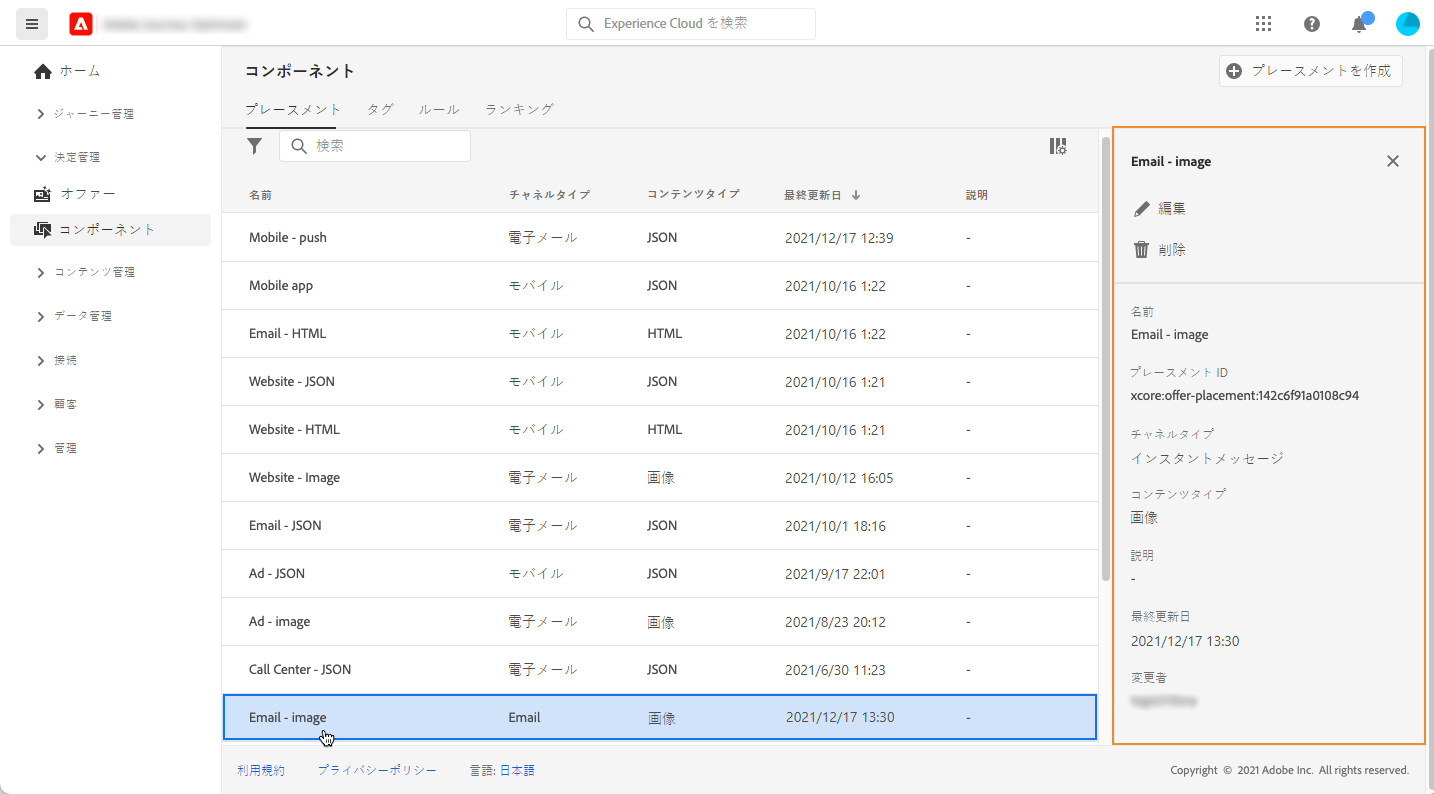 Experience Cloud を検索
ホーム
ジャーニー管理
決定管理
オファー
コンポーネント
コンテンツ管理
データ管理
接続
顧客
管理
コンポーネント
プレースメントを作成
プレースメント タグ ルール ランキング
検索
名前 チャネルタイプ コンテンツタイプ 最終更新日 説明
Mobile - push 電子メール JSON 2021/12/17 12:39 -
Mobile app モバイル JSON 2021/10/16 1:22 -
Email - HTML モバイル HTML 2021/10/16 1:22 -
Website - JSON モバイル JSON 2021/10/16 1:21 -
Website - HTML モバイル HTML 2021/10/16 1:21 -
Website - Image 電子メール 画像 2021/10/12 16:05 -
Email - JSON 電子メール JSON 2021/10/1 18:16 -
Ad - JSON モバイル JSON 2021/9/17 22:01 -
Ad - image 電子メール 画像 2021/8/23 20:12 -
Call Center - JSON 電子メール JSON 2021/6/30 11:23 -
Email - image Email 画像 2021/12/17 13:30 -
Email - image
編集
削除
名前
Email - image
プレースメント ID
xcore:offer-placement:142c6f91a0108c94
チャネルタイプ
インスタントメッセージ
コンテンツタイプ
画像
説明
-
最終更新日
2021/12/17 13:30
変更者
利用規約 プライバシーポリシー 言語: 日本語
Copyright © 2021 Adobe Inc. All rights reserved.